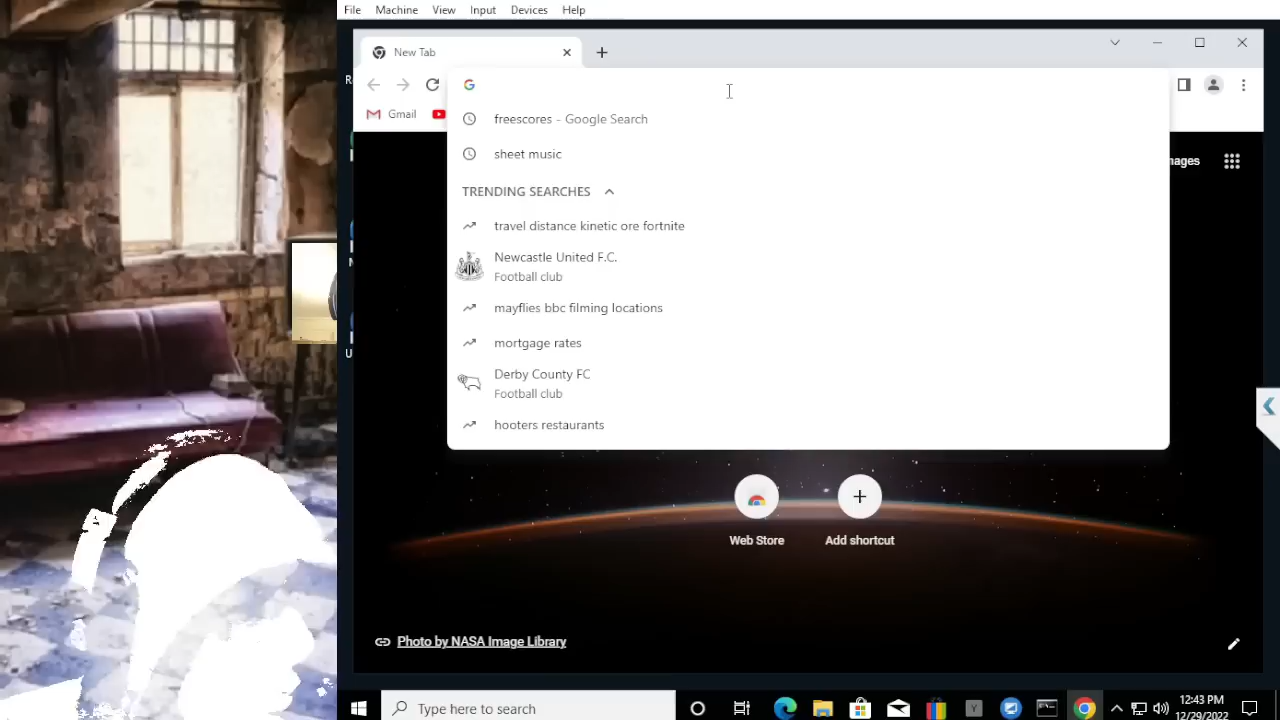 File Machine View Input Devices Help
New Tab
Gmail
freescores - Google Search
sheet music
TRENDING SEARCHES
travel distance kinetic ore fortnite
Newcastle United F.C.
Football club
mayflies bbc filming locations
mortgage rates
Derby County FC
Football club
hooters restaurants
mages
Web Store
Add shortcut
Photo by NASA Image Library
Type here to search
12:43 PM
12/29/2022